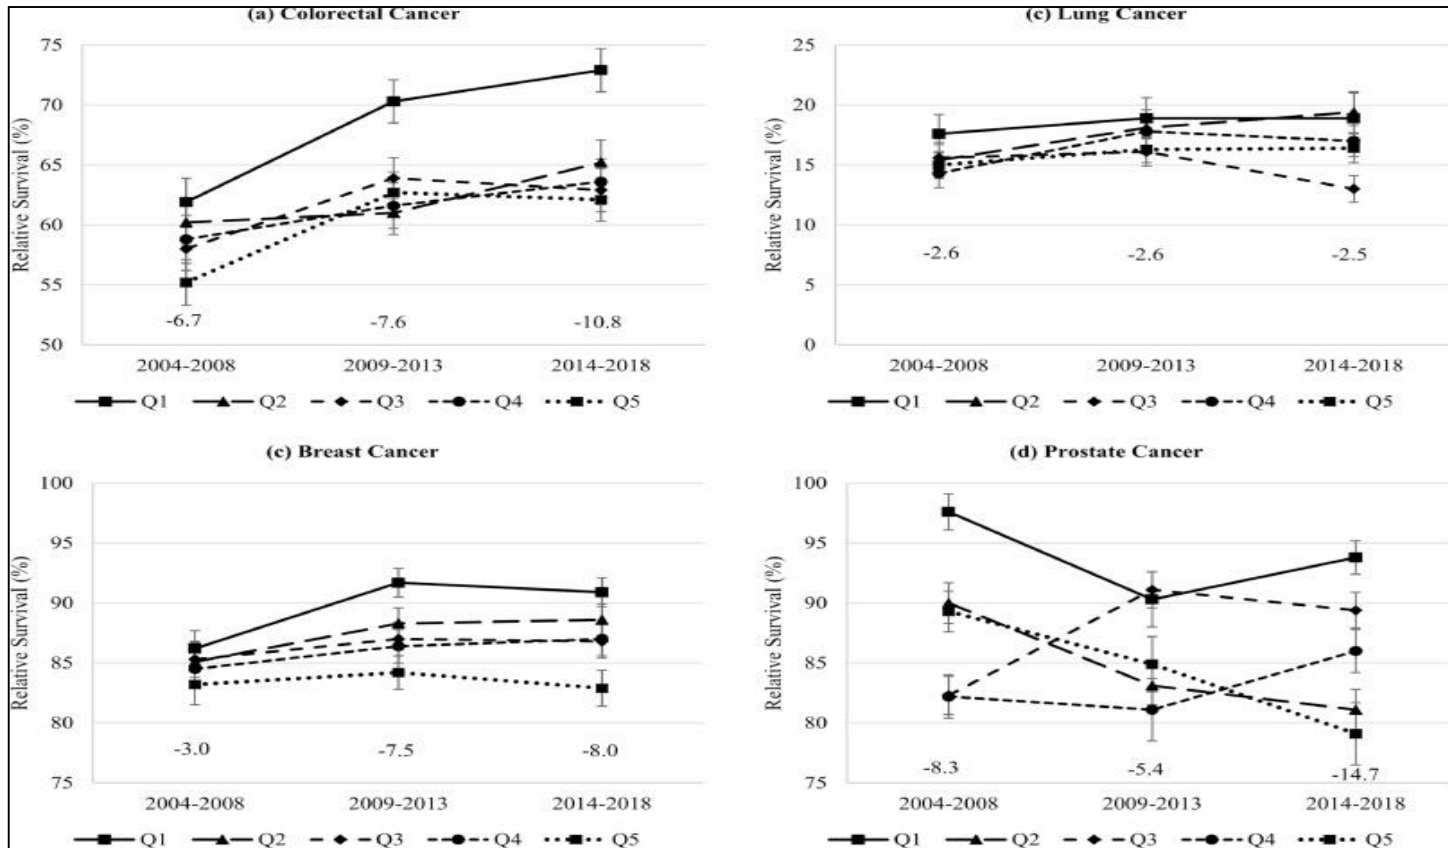 (a) Colorectal Cancer
Relative Survival (%)
75
70
65
60
55
50
-6.7
-7.6
-10.8
2004-2008
2009-2013
2014-2018
Q1
Q2
Q3
Q4
Q5
(c) Lung Cancer
Relative Survival (%)
25
20
15
10
5
0
-2.6
-2.6
-2.5
2004-2008
2009-2013
2014-2018
Q1
Q2
Q3
Q4
Q5
(c) Breast Cancer
Relative Survival (%)
100
95
90
85
80
75
-3.0
-7.5
-8.0
2004-2008
2009-2013
2014-2018
Q1
Q2
Q3
Q4
Q5
(d) Prostate Cancer
Relative Survival (%)
100
95
90
85
80
75
-8.3
-5.4
-14.7
2004-2008
2009-2013
2014-2018
Q1
Q2
Q3
Q4
Q5